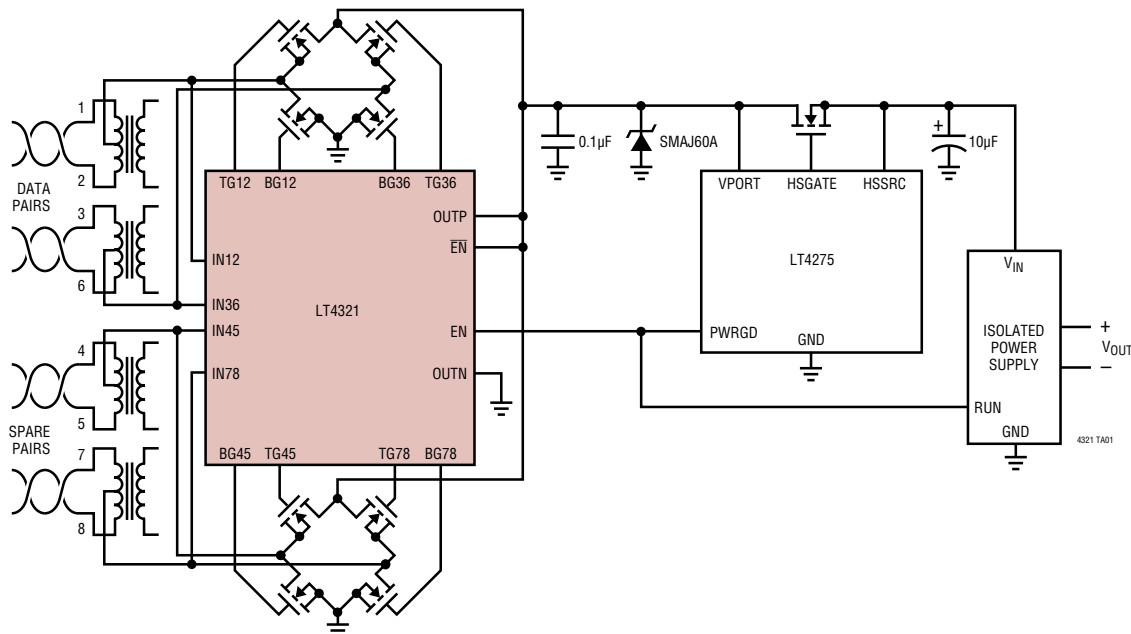 1
2
DATA
PAIRS
3
6
4
5
SPARE
PAIRS
7
8
TG12 BG12 BG36 TG36
OUTP
EN
IN12
IN36
LT4321
IN45
EN
IN78
OUTN
BG45 TG45 TG78 BG78
0.1µF
SMAJ60A
+
10µF
VPORT HSGATE HSSRC
LT4275
PWRGD
GND
VIN
ISOLATED
POWER
SUPPLY
+
VOUT
–
RUN
GND
4321 TA01